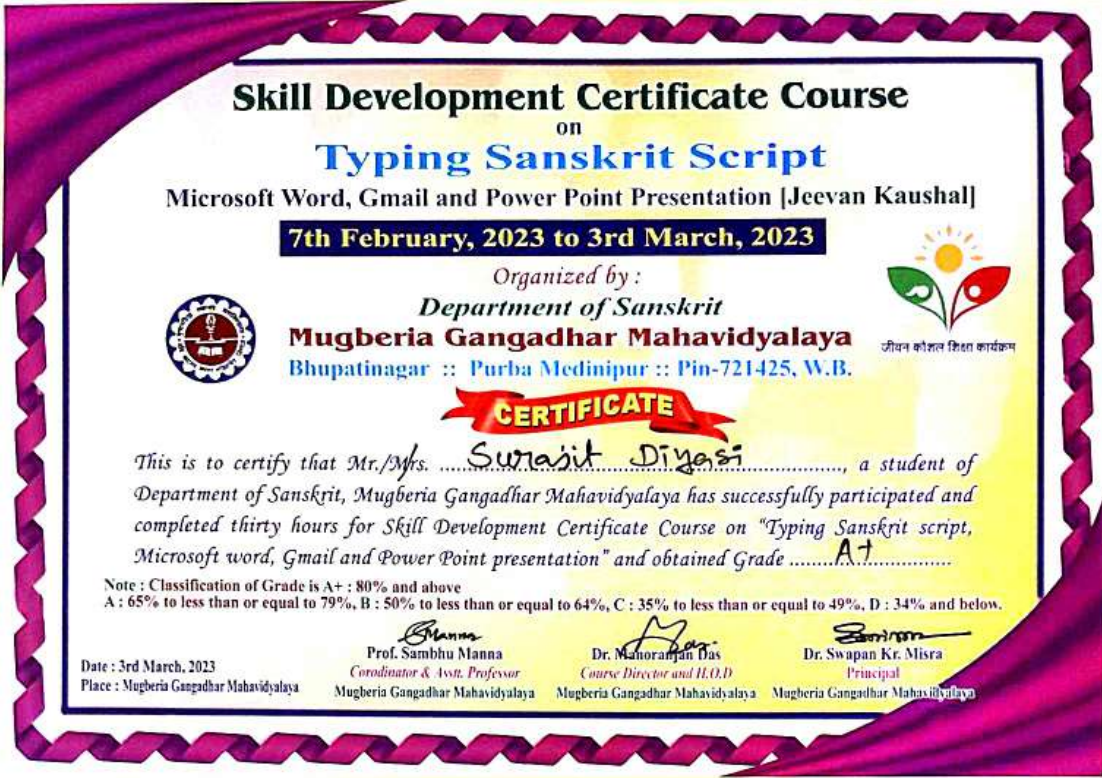 Skill Development Certificate Course
on
Typing Sanskrit Script
Microsoft Word, Gmail and Power Point Presentation [Jeevan Kaushal]
7th February, 2023 to 3rd March, 2023
Organized by :
Department of Sanskrit
Mugberia Gangadhar Mahavidyalaya
Bhupatinagar :: Purba Medinipur :: Pin-721425, W.B.
जीवन कौशल शिक्षा कार्यक्रम
CERTIFICATE
This is to certify that Mr./Mrs. ....Surajit Diyasi................, a student of
Department of Sanskrit, Mugberia Gangadhar Mahavidyalaya has successfully participated and
completed thirty hours for Skill Development Certificate Course on "Typing Sanskrit script,
Microsoft word, Gmail and Power Point presentation" and obtained Grade ........A+..............
Note : Classification of Grade is A+ : 80% and above
A : 65% to less than or equal to 79%, B : 50% to less than or equal to 64%, C : 35% to less than or equal to 49%, D : 34% and below.
Date : 3rd March, 2023
Place : Mugberia Gangadhar Mahavidyalaya
SManna
Prof. Sambhu Manna
Corodinator & Asstt. Professor
Mugberia Gangadhar Mahavidyalaya
Dr. Manoranjan Das
Course Director and H.O.D
Mugberia Gangadhar Mahavidyalaya
Dr. Swapan Kr. Misra
Principal
Mugberia Gangadhar Mahavidyalaya